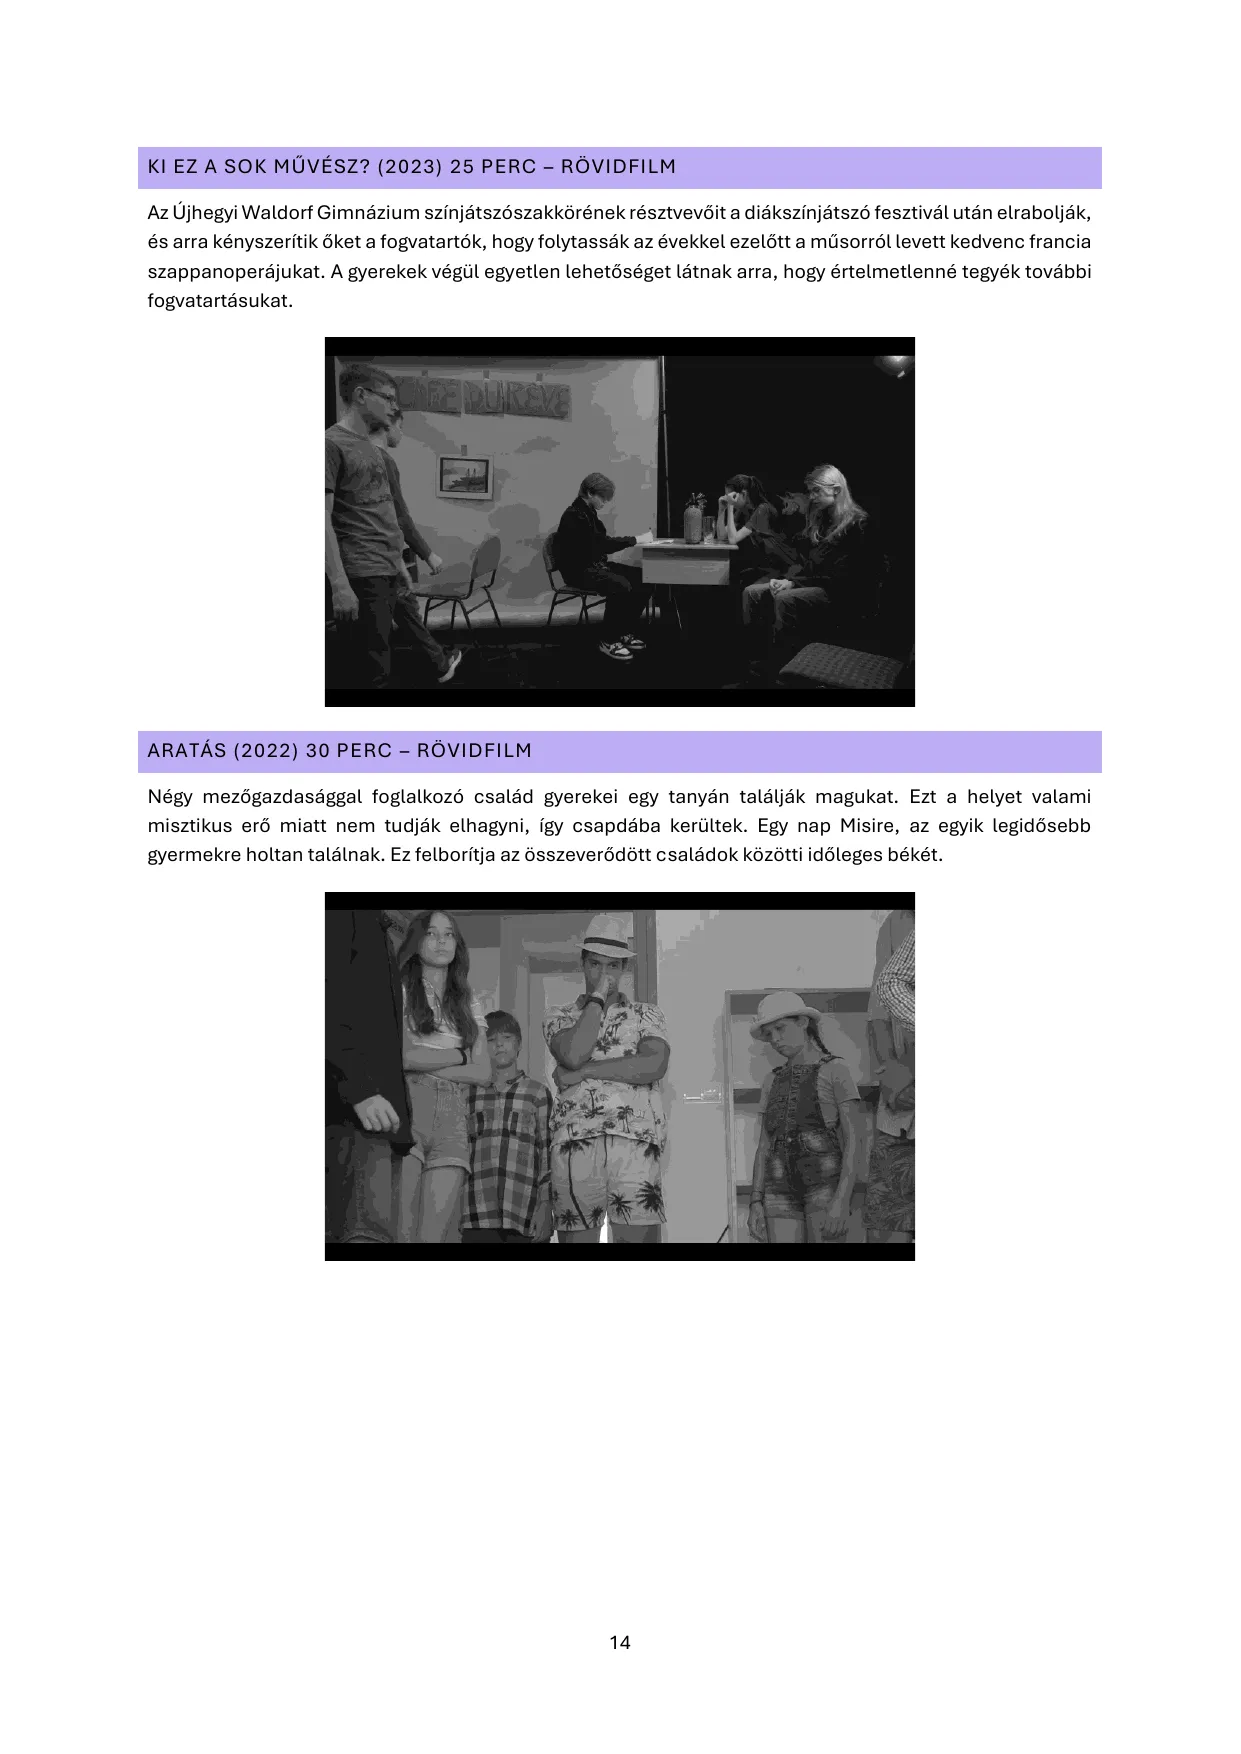 KI EZ A SOK MŰVÉSZ? (2023) 25 PERC – RÖVIDFILM
Az Újhegyi Waldorf Gimnázium színjátszószakkörének résztvevőit a diákszínjátszó fesztivál után elrabolják,
és arra kényszerítik őket a fogvatartók, hogy folytassák az évekkel ezelőtt a műsorról levett kedvenc francia
szappanoperájukat. A gyerekek végül egyetlen lehetőséget látnak arra, hogy értelmetlenné tegyék további
fogvatartásukat.
DU RÊVE
ARATÁS (2022) 30 PERC – RÖVIDFILM
Négy mezőgazdasággal foglalkozó család gyerekei egy tanyán találják magukat. Ezt a helyet valami
misztikus erő miatt nem tudják elhagyni, így csapdába kerültek. Egy nap Misire, az egyik legidősebb
gyermekre holtan találnak. Ez felborítja az összeverődött családok közötti időleges békét.
14